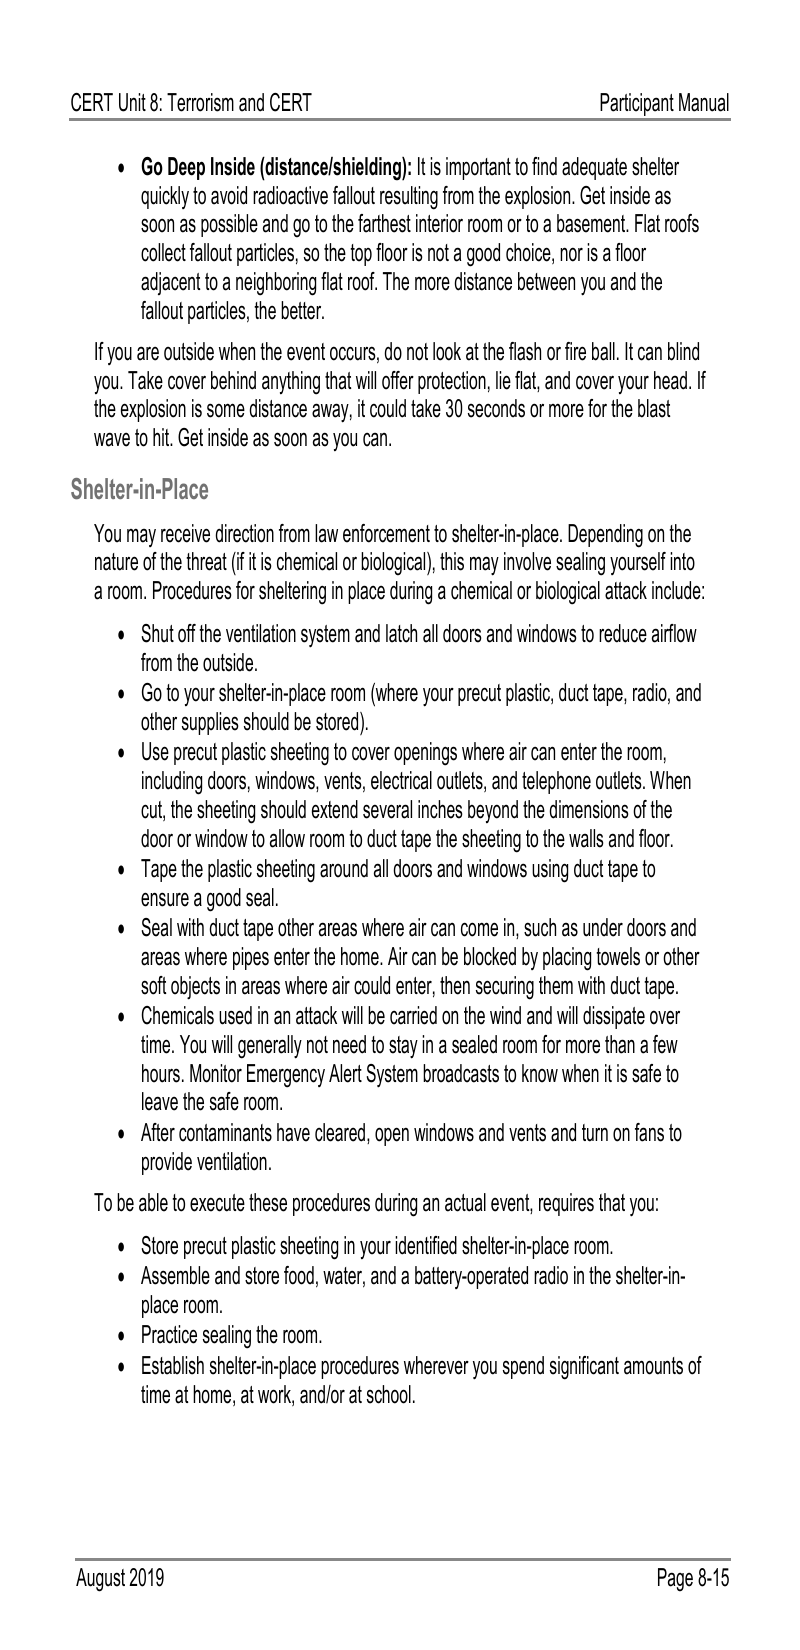 CERT Unit 8: Terrorism and CERT Participant Manual
• Go Deep Inside (distance/shielding): It is important to find adequate shelter
quickly to avoid radioactive fallout resulting from the explosion. Get inside as
soon as possible and go to the farthest interior room or to a basement. Flat roofs
collect fallout particles, so the top floor is not a good choice, nor is a floor
adjacent to a neighboring flat roof. The more distance between you and the
fallout particles, the better.
If you are outside when the event occurs, do not look at the flash or fire ball. It can blind
you. Take cover behind anything that will offer protection, lie flat, and cover your head. If
the explosion is some distance away, it could take 30 seconds or more for the blast
wave to hit. Get inside as soon as you can.
Shelter-in-Place
You may receive direction from law enforcement to shelter-in-place. Depending on the
nature of the threat (if it is chemical or biological), this may involve sealing yourself into
a room. Procedures for sheltering in place during a chemical or biological attack include:
• Shut off the ventilation system and latch all doors and windows to reduce airflow
from the outside.
• Go to your shelter-in-place room (where your precut plastic, duct tape, radio, and
other supplies should be stored).
• Use precut plastic sheeting to cover openings where air can enter the room,
including doors, windows, vents, electrical outlets, and telephone outlets. When
cut, the sheeting should extend several inches beyond the dimensions of the
door or window to allow room to duct tape the sheeting to the walls and floor.
• Tape the plastic sheeting around all doors and windows using duct tape to
ensure a good seal.
• Seal with duct tape other areas where air can come in, such as under doors and
areas where pipes enter the home. Air can be blocked by placing towels or other
soft objects in areas where air could enter, then securing them with duct tape.
• Chemicals used in an attack will be carried on the wind and will dissipate over
time. You will generally not need to stay in a sealed room for more than a few
hours. Monitor Emergency Alert System broadcasts to know when it is safe to
leave the safe room.
• After contaminants have cleared, open windows and vents and turn on fans to
provide ventilation.
To be able to execute these procedures during an actual event, requires that you:
• Store precut plastic sheeting in your identified shelter-in-place room.
• Assemble and store food, water, and a battery-operated radio in the shelter-in-
place room.
• Practice sealing the room.
• Establish shelter-in-place procedures wherever you spend significant amounts of
time at home, at work, and/or at school.
August 2019 Page 8-15